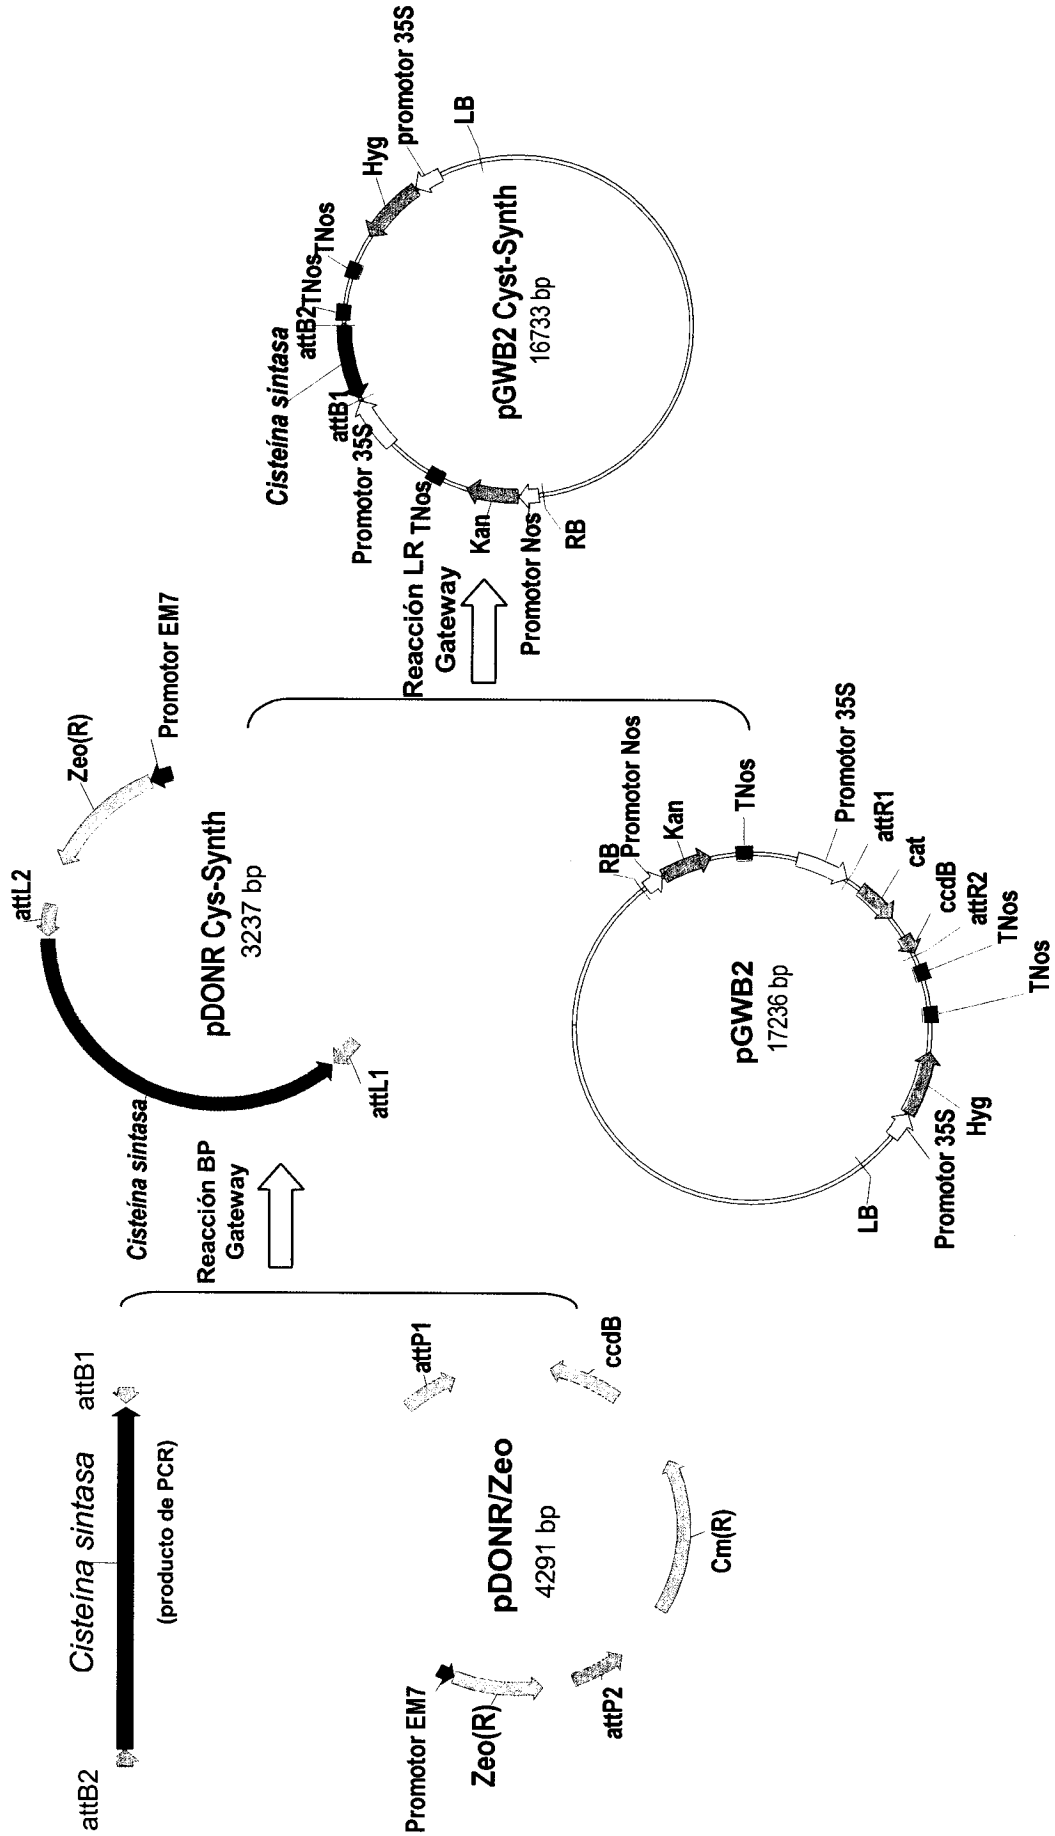 attB2
Cisteína sintasa
attB1
(producto de PCR)
Promotor EM7
Zeo(R)
attP2
pDONR/Zeo
4291 bp
Cm(R)
attP1
ccdB
Reacción BP
Gateway
Cisteína sintasa
attL2
attL1
Zeo(R)
Promotor EM7
pDONR Cys-Synth
3237 bp
RB
Promotor Nos
Kan
TNos
Promotor 35S
attR1
cat
ccdB
attR2
TNos
TNos
Hyg
Promotor 35S
LB
pGWB2
17236 bp
Reacción LR
Gateway
RB
Promotor Nos
Kan
TNos
Promotor 35S
attB1
Cisteína sintasa
attB2
TNos
TNos
Hyg
promotor 35S
LB
pGWB2 Cyst-Synth
16733 bp